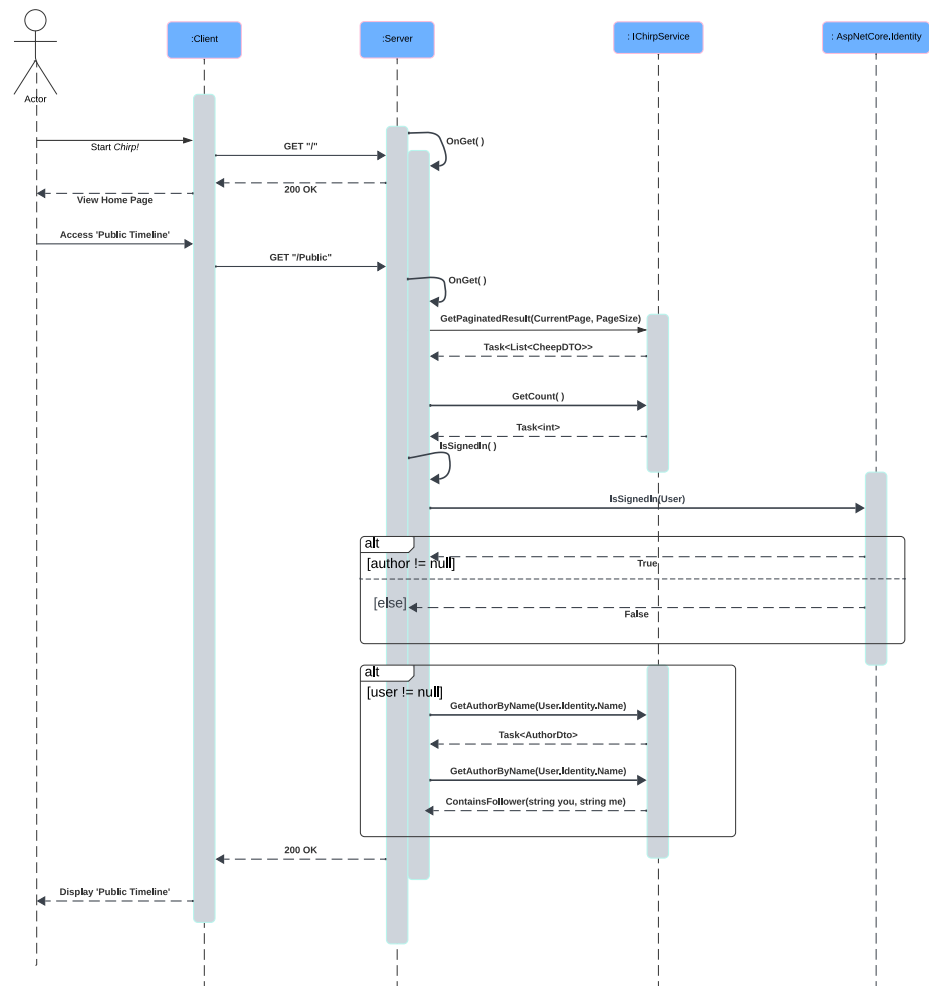 :Client
:Server
: IChirpService
: AspNetCore.Identity
Actor
Start Chirp!
OnGet( )
GET "/"
200 OK
View Home Page
Access 'Public Timeline'
GET "/Public"
OnGet( )
GetPaginatedResult(CurrentPage, PageSize)
Task<List<CheepDTO>>
GetCount( )
Task<int>
IsSignedIn( )
IsSignedIn(User)
alt
[author != null]
True
[else]
False
alt
[user != null]
GetAuthorByName(User.Identity.Name)
Task<AuthorDto>
GetAuthorByName(User.Identity.Name)
ContainsFollower(string you, string me)
200 OK
Display 'Public Timeline'